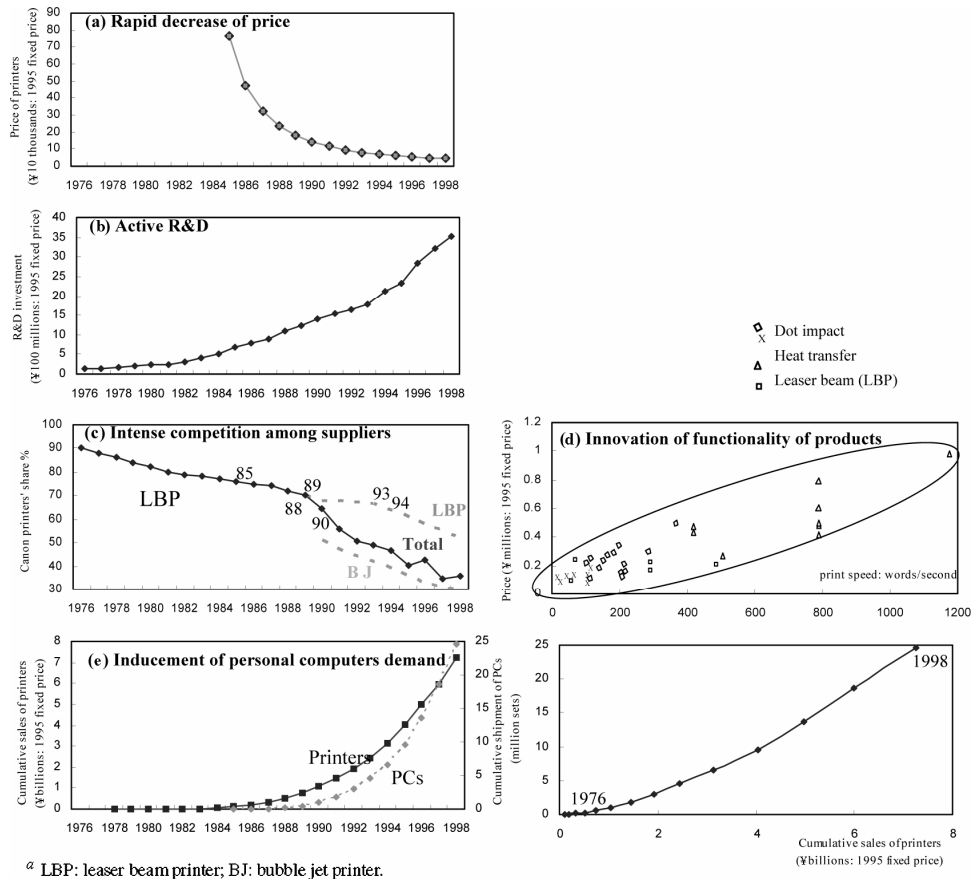 (a) Rapid decrease of price
Price of printers
(¥10 thousands: 1995 fixed price)
90
80
70
60
50
40
30
20
10
0
1976 1978 1980 1982 1984 1986 1988 1990 1992 1994 1996 1998
(b) Active R&D
R&D investment
(¥100 millions: 1995 fixed price)
40
35
30
25
20
15
10
5
0
1976 1978 1980 1982 1984 1986 1988 1990 1992 1994 1996 1998
Dot impact
Heat transfer
Leaser beam (LBP)
(c) Intense competition among suppliers
Canon printers' share %
100
90
80
70
60
50
40
30
85
89
88
90
93
94
LBP
LBP
Total
BJ
1976 1978 1980 1982 1984 1986 1988 1990 1992 1994 1996 1998
(d) Innovation of functionality of products
Price (¥ millions: 1995 fixed price)
1.2
1
0.8
0.6
0.4
0.2
0
print speed: words/second
0 200 400 600 800 1000 1200
(e) Inducement of personal computers demand
Cumulative sales of printers
(¥billions: 1995 fixed price)
8
7
6
5
4
3
2
1
0
Printers
PCs
25
20
15
10
5
0
1976 1978 1980 1982 1984 1986 1988 1990 1992 1994 1996 1998
Cumulative shipment of PCs
(million sets)
25
20
15
10
5
0
1998
1976
0 2 4 6 8
Cumulative sales of printers
(¥billions: 1995 fixed price)
a LBP: leaser beam printer; BJ: bubble jet printer.